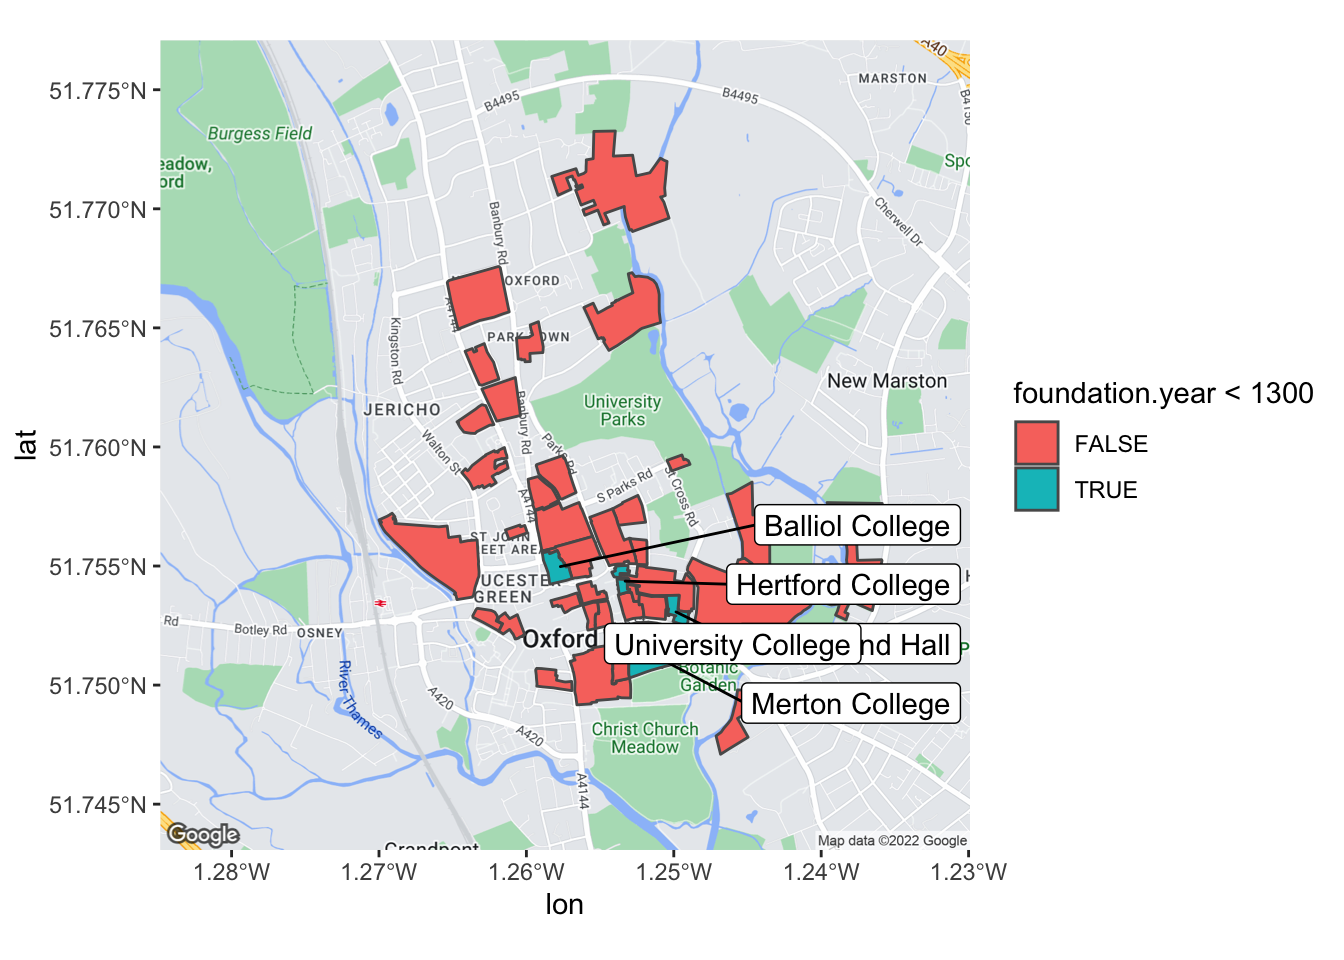 51.775°N
51.770°N
51.765°N
51.760°N
51.755°N
51.750°N
51.745°N
lat
1.28°W
1.27°W
1.26°W
1.25°W
1.24°W
1.23°W
lon
A40
MARSTON
B4495
B4495
Burgess Field
eadow,
ord
Spo
Cherwell Dr
Banbury Rd
OXFORD
A4144
Kingston Rd
PARK TOWN
New Marston
JERICHO
University
Parks
Banbury Rd
Walton St
Parks Rd
S Parks Rd
St Cross Rd
A4144
ST JOHN
EET AREA
Balliol College
UCESTER
GREEN
Hertford College
Rd
Botley Rd
OSNEY
Oxford
University College
nd Hall
Botanic
Garden
River Thames
A420
Merton College
A420
Christ Church
Meadow
A4144
Google
Grandpont
Map data ©2022 Google
foundation.year < 1300
FALSE
TRUE